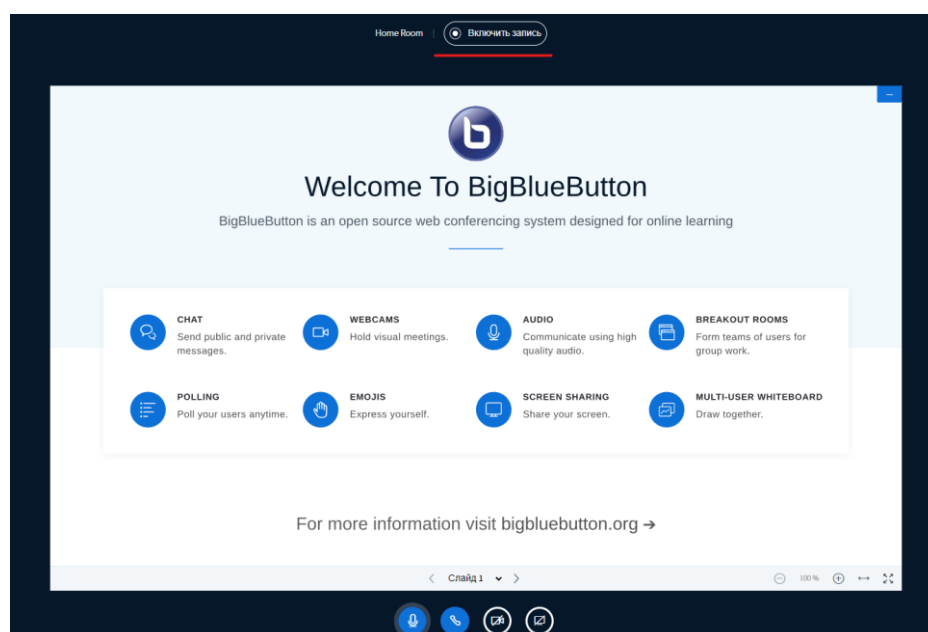 Home Room
Включить запись
Welcome To BigBlueButton
BigBlueButton is an open source web conferencing system designed for online learning
CHAT
Send public and private
messages.
WEBCAMS
Hold visual meetings.
AUDIO
Communicate using high
quality audio.
BREAKOUT ROOMS
Form teams of users for
group work.
POLLING
Poll your users anytime.
EMOJIS
Express yourself.
SCREEN SHARING
Share your screen.
MULTI-USER WHITEBOARD
Draw together.
For more information visit bigbluebutton.org →
Слайд 1
100%